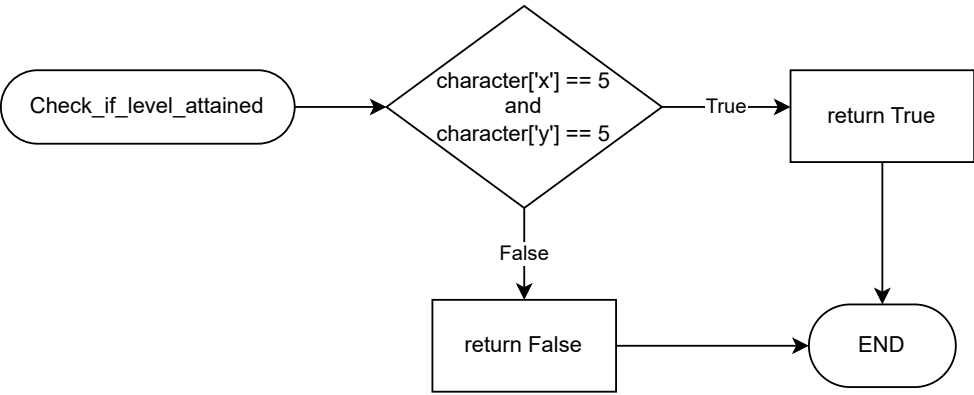 Check_if_level_attained
character['x'] == 5
and
character['y'] == 5
True
return True
False
return False
END